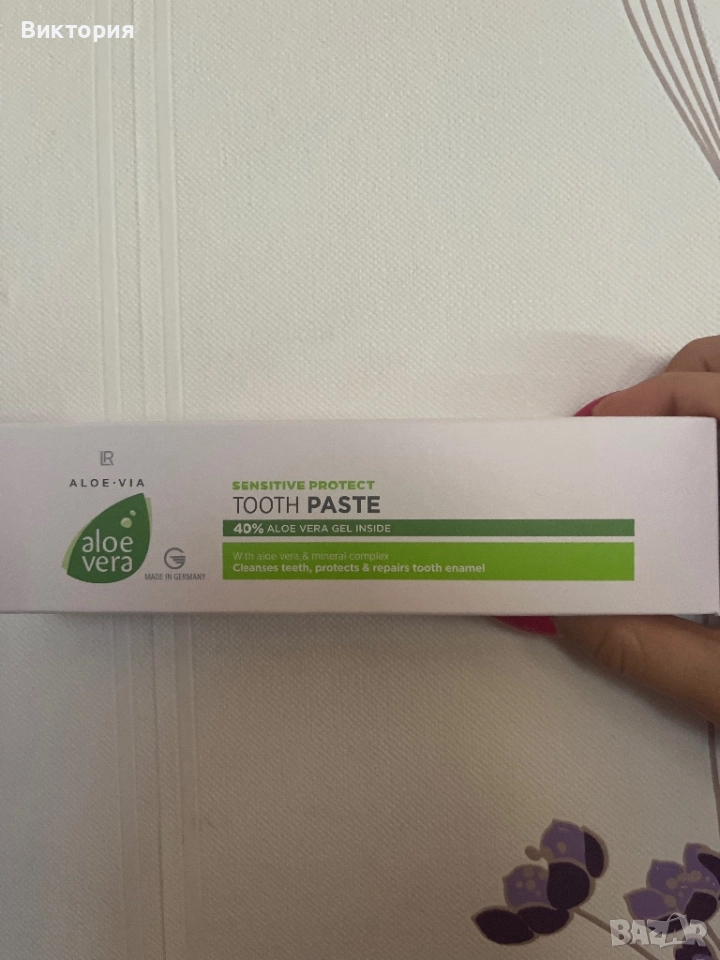 Виктория
LR
ALOE·VIA
aloe
vera
MADE IN GERMANY
SENSITIVE PROTECT
TOOTH PASTE
40% ALOE VERA GEL INSIDE
With aloe vera & mineral complex
Cleanses teeth, protects & repairs tooth enamel
BAZAR